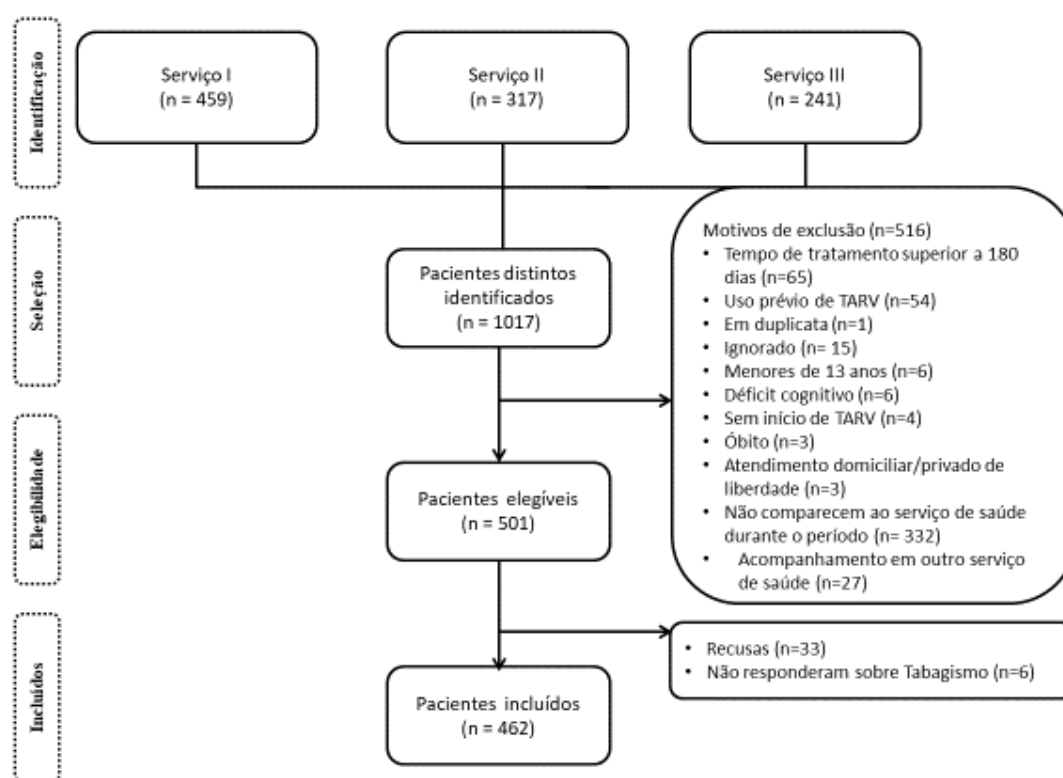 Identificação
Serviço I
(n = 459)
Serviço II
(n = 317)
Serviço III
(n = 241)
Seleção
Pacientes distintos
identificados
(n = 1017)
Motivos de exclusão (n=516)
• Tempo de tratamento superior a 180
dias (n=65)
• Uso prévio de TARV (n=54)
• Em duplicata (n=1)
• Ignorado (n= 15)
• Menores de 13 anos (n=6)
• Déficit cognitivo (n=6)
• Sem início de TARV (n=4)
• Óbito (n=3)
• Atendimento domiciliar/privado de
liberdade (n=3)
• Não comparecem ao serviço de saúde
durante o período (n= 332)
• Acompanhamento em outro serviço
de saúde (n=27)
Elegibilidade
Pacientes elegíveis
(n = 501)
• Recusas (n=33)
• Não responderam sobre Tabagismo (n=6)
Incluídos
Pacientes incluídos
(n = 462)